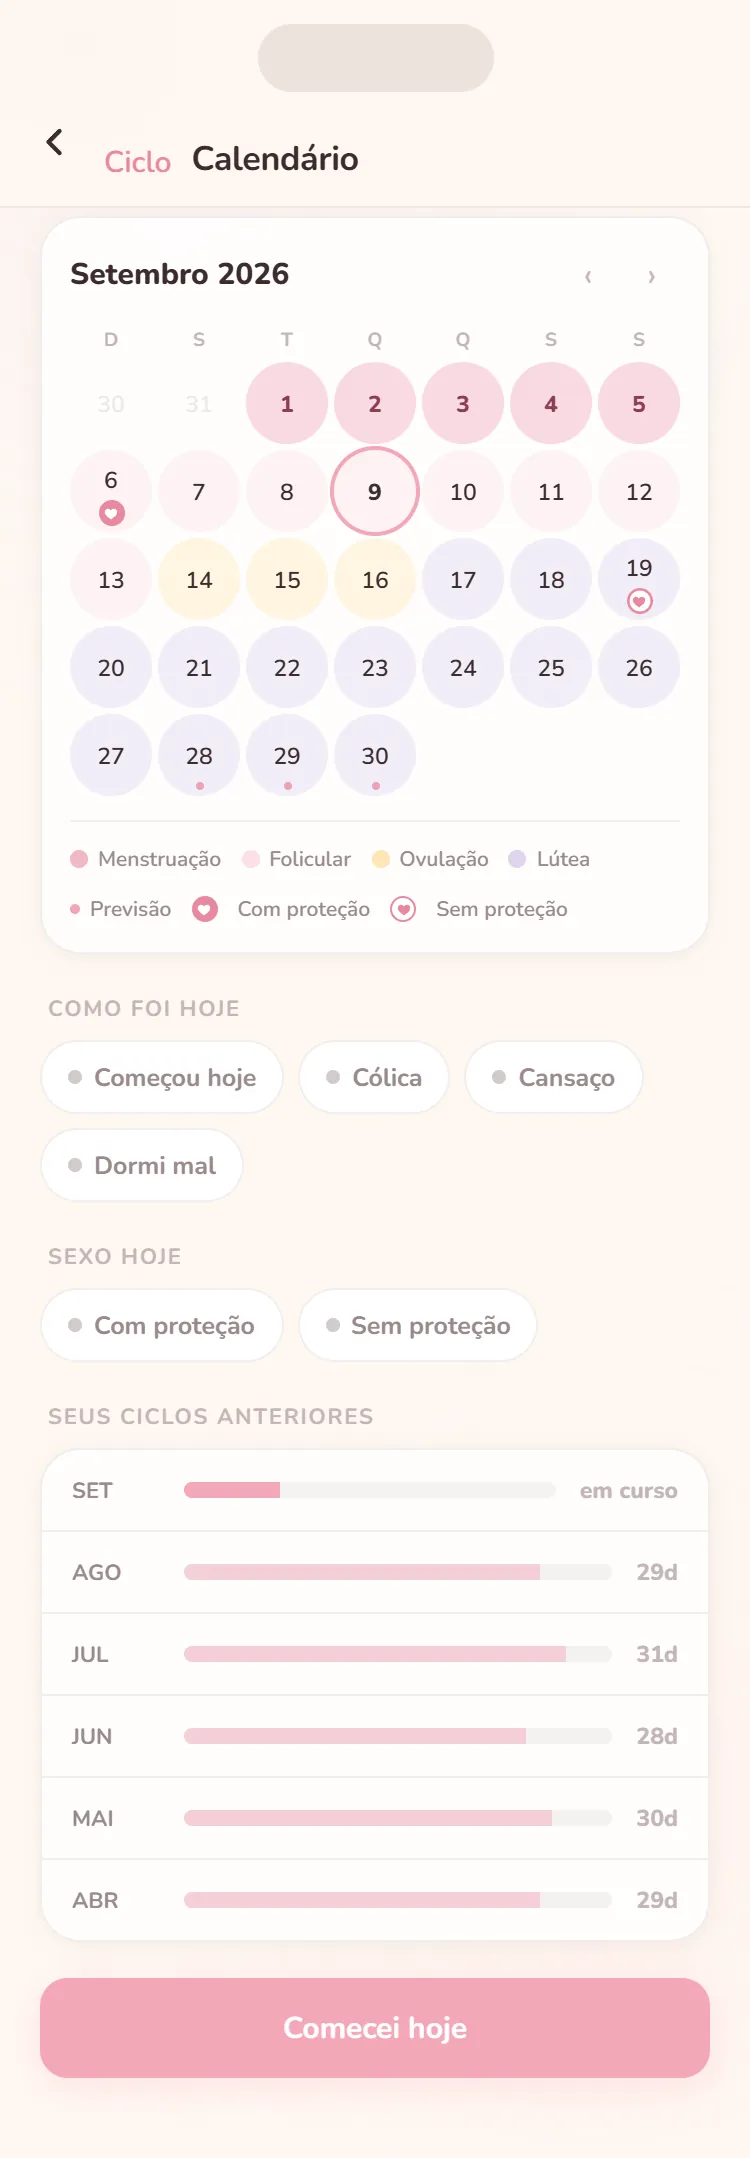 Ciclo Calendário
Setembro 2026 ‹ ›
D S T Q Q S S
30 31 1 2 3 4 5
6 7 8 9 10 11 12
13 14 15 16 17 18 19
20 21 22 23 24 25 26
27 28 29 30
Menstruação Folicular Ovulação Lútea
Previsão Com proteção Sem proteção
COMO FOI HOJE
Começou hoje Cólica Cansaço
Dormi mal
SEXO HOJE
Com proteção Sem proteção
SEUS CICLOS ANTERIORES
SET em curso
AGO 29d
JUL 31d
JUN 28d
MAI 30d
ABR 29d
Comecei hoje